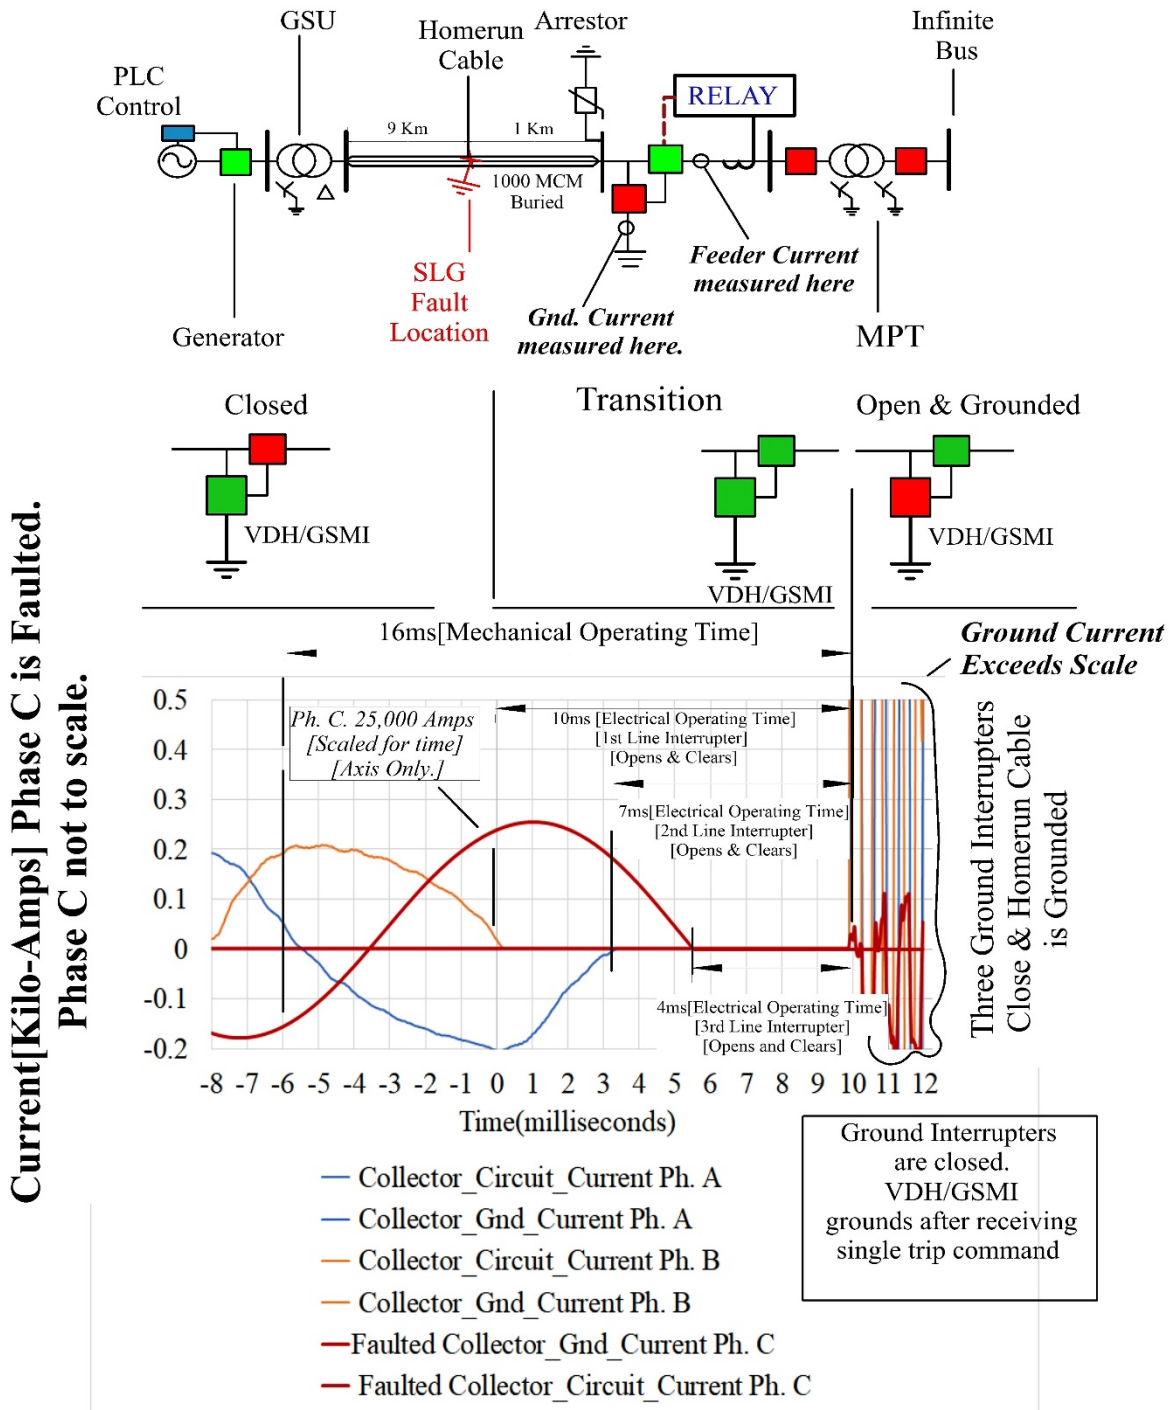 GSU
Homerun
Cable
Arrestor
Infinite
Bus
PLC
Control
RELAY
9 Km
1 Km
1000 MCM
Buried
SLG
Fault
Location
Feeder Current
measured here
Gnd. Current
measured here.
Generator
MPT
Closed
Transition
Open & Grounded
VDH/GSMI
VDH/GSMI
VDH/GSMI
16ms[Mechanical Operating Time]
Ground Current
Exceeds Scale
Current[Kilo-Amps] Phase C is Faulted.
Phase C not to scale.
Ph. C. 25,000 Amps
[Scaled for time]
[Axis Only.]
10ms [Electrical Operating Time]
[1st Line Interrupter]
[Opens & Clears]
7ms[Electrical Operating Time]
[2nd Line Interrupter]
[Opens & Clears]
4ms[Electrical Operating Time]
[3rd Line Interrupter]
[Opens and Clears]
Three Ground Interrupters
Close & Homerun Cable
is Grounded
0.5
0.4
0.3
0.2
0.1
0
-0.1
-0.2
-8 -7 -6 -5 -4 -3 -2 -1 0 1 2 3 4 5 6 7 8 9 10 11 12
Time(milliseconds)
Ground Interrupters
are closed.
VDH/GSMI
grounds after receiving
single trip command
Collector_Circuit_Current Ph. A
Collector_Gnd_Current Ph. A
Collector_Circuit_Current Ph. B
Collector_Gnd_Current Ph. B
Faulted Collector_Gnd_Current Ph. C
Faulted Collector_Circuit_Current Ph. C